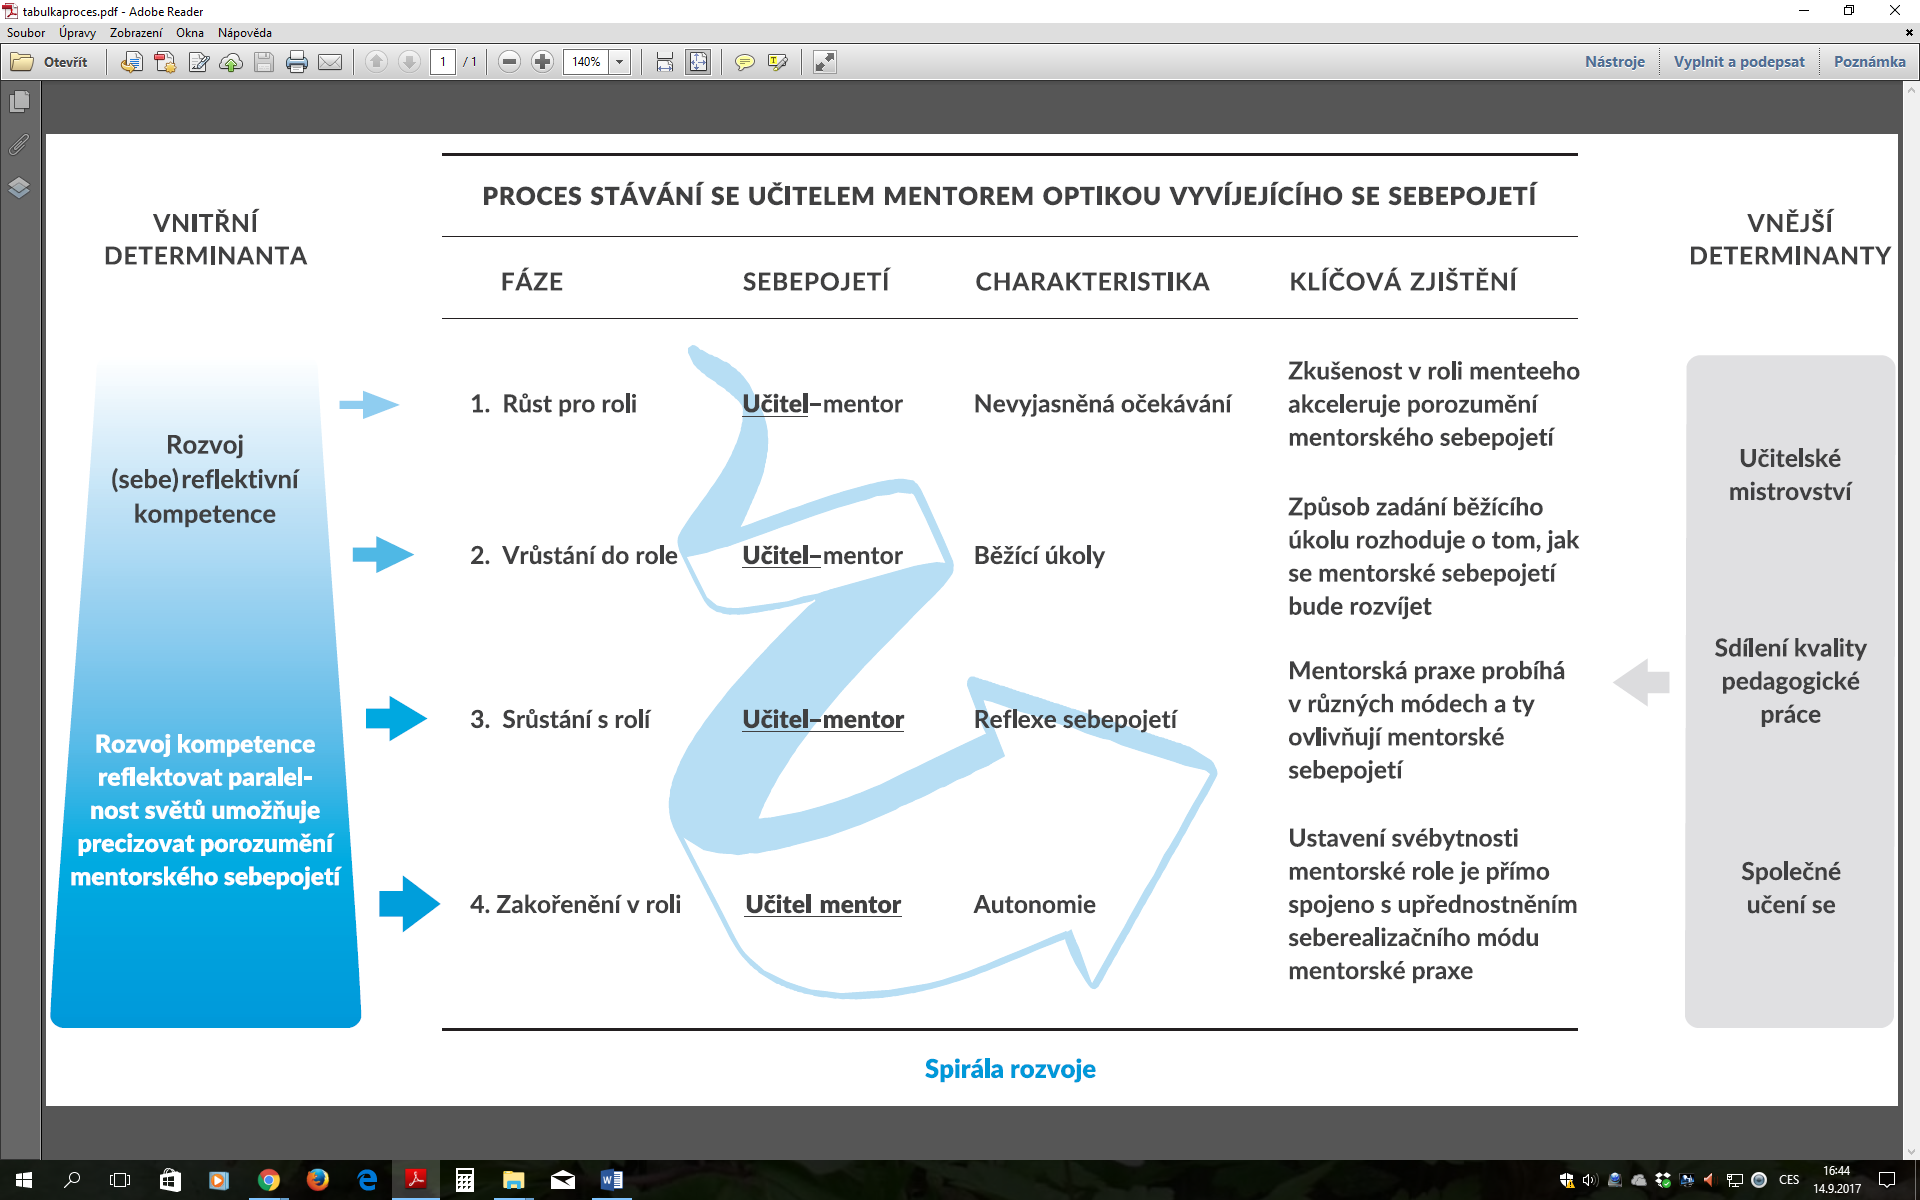 tabulkaproces.pdf - Adobe Reader
Soubor Úpravy Zobrazení Okna Nápověda
Otevřít 1 / 1 140% Nástroje Vyplnit a podepsat Poznámka
PROCES STÁVÁNÍ SE UČITELEM MENTOREM OPTIKOU VYVÍJEJÍCÍHO SE SEBEPOJETÍ
VNITŘNÍ
DETERMINANTA
FÁZE SEBEPOJETÍ CHARAKTERISTIKA KLÍČOVÁ ZJIŠTĚNÍ
VNĚJŠÍ
DETERMINANTY
Rozvoj
(sebe)reflektivní
kompetence
Rozvoj kompetence
reflektovat paralel-
nost světů umožňuje
precizovat porozumění
mentorského sebepojetí
1. Růst pro roli Učitel–mentor Nevyjasněná očekávání
Zkušenost v roli menteeho
akceleruje porozumění
mentorského sebepojetí
2. Vrůstání do role Učitel–mentor Běžící úkoly
Způsob zadání běžícího
úkolu rozhoduje o tom, jak
se mentorské sebepojetí
bude rozvíjet
3. Srůstání s rolí Učitel–mentor Reflexe sebepojetí
Mentorská praxe probíhá
v různých módech a ty
ovlivňují mentorské
sebepojetí
4. Zakořenění v roli Učitel mentor Autonomie
Ustavení svébytnosti
mentorské role je přímo
spojeno s upřednostněním
seberealizačního módu
mentorské praxe
Učitelské
mistrovství
Sdílení kvality
pedagogické
práce
Společné
učení se
Spirála rozvoje
CES
16:44
14.9.2017